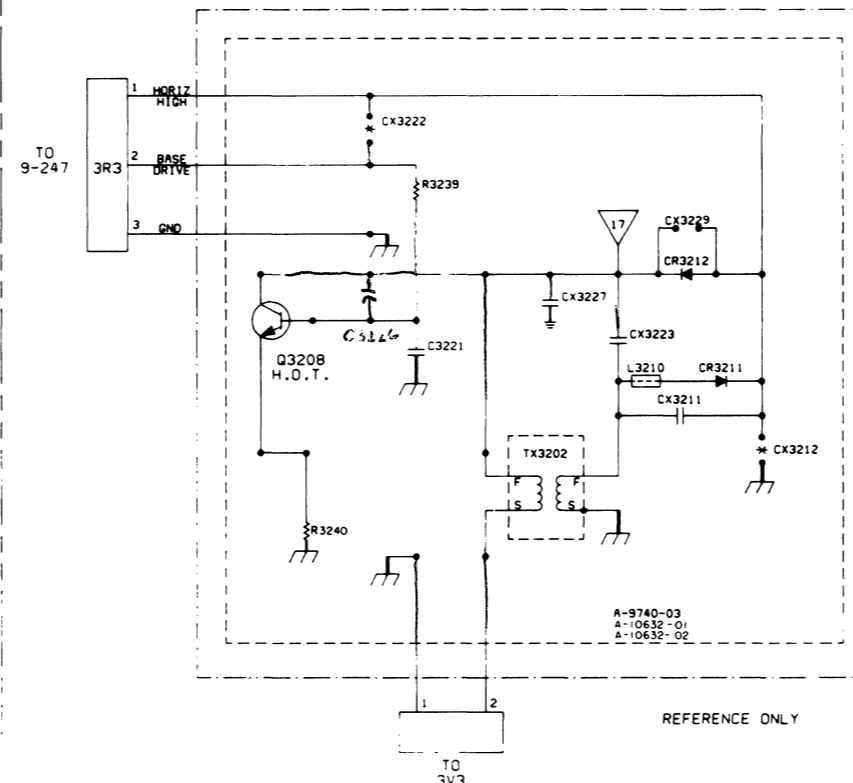 1 HORIZ
HIGH
CX3222
TO
9-247
3R3
2 BASE
DRIVE
R3239
3 GND
17
CX3229
CR3212
CX3227
CX3223
Q3208
H.O.T.
C3221
L3210
CR3211
CX3211
TX3202
CX3212
F
F
S
S
R3240
A-9740-03
A-10632-01
A-10632-02
1
2
REFERENCE ONLY
TO
3V3